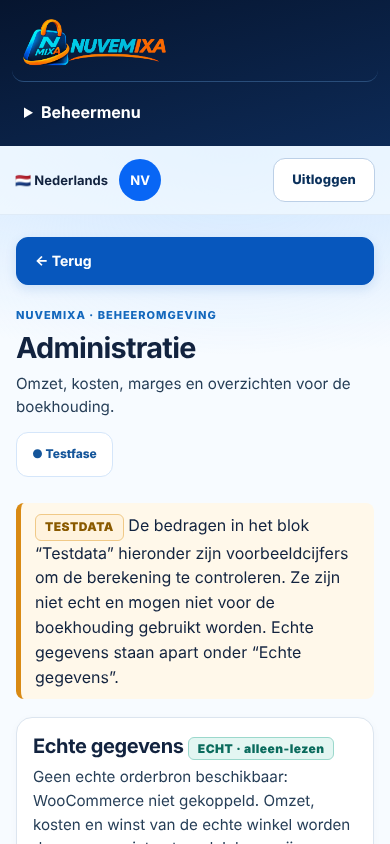 N
MIXA
NUVEMIXA
▶ Beheermenu
Nederlands
NV
Uitloggen
← Terug
NUVEMIXA · BEHEEROMGEVING
Administratie
Omzet, kosten, marges en overzichten voor de
boekhouding.
● Testfase
TESTDATA De bedragen in het blok
“Testdata” hieronder zijn voorbeeldcijfers
om de berekening te controleren. Ze zijn
niet echt en mogen niet voor de
boekhouding gebruikt worden. Echte
gegevens staan apart onder “Echte
gegevens”.
Echte gegevens ECHT · alleen-lezen
Geen echte orderbron beschikbaar:
WooCommerce niet gekoppeld. Omzet,
kosten en winst van de echte winkel worden